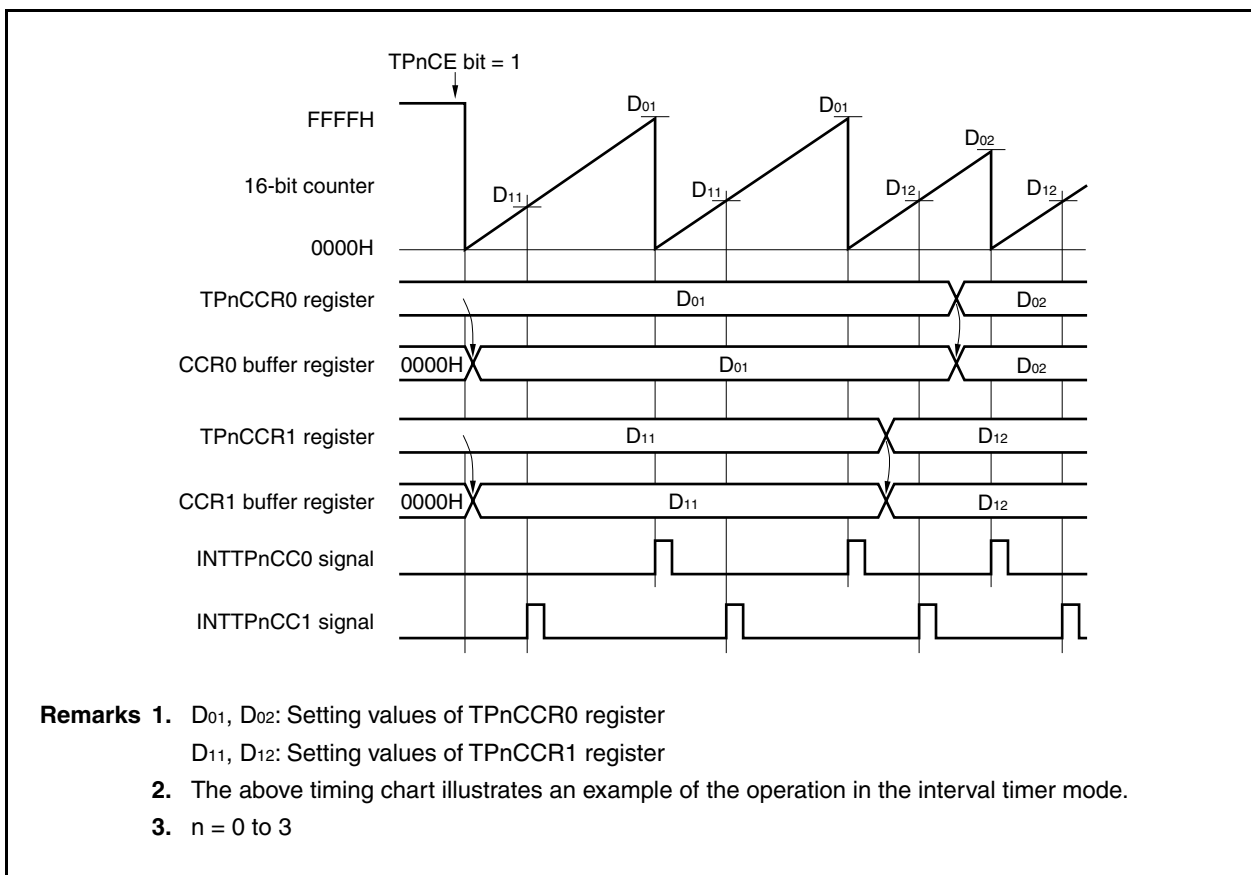 TPnCE bit = 1
FFFFH
D01 D01
D02
16-bit counter
D11 D11 D12 D12
0000H
TPnCCR0 register D01 D02
CCR0 buffer register 0000H D01 D02
TPnCCR1 register D11 D12
CCR1 buffer register 0000H D11 D12
INTTPnCC0 signal
INTTPnCC1 signal
Remarks 1. D01, D02: Setting values of TPnCCR0 register
D11, D12: Setting values of TPnCCR1 register
2. The above timing chart illustrates an example of the operation in the interval timer mode.
3. n = 0 to 3